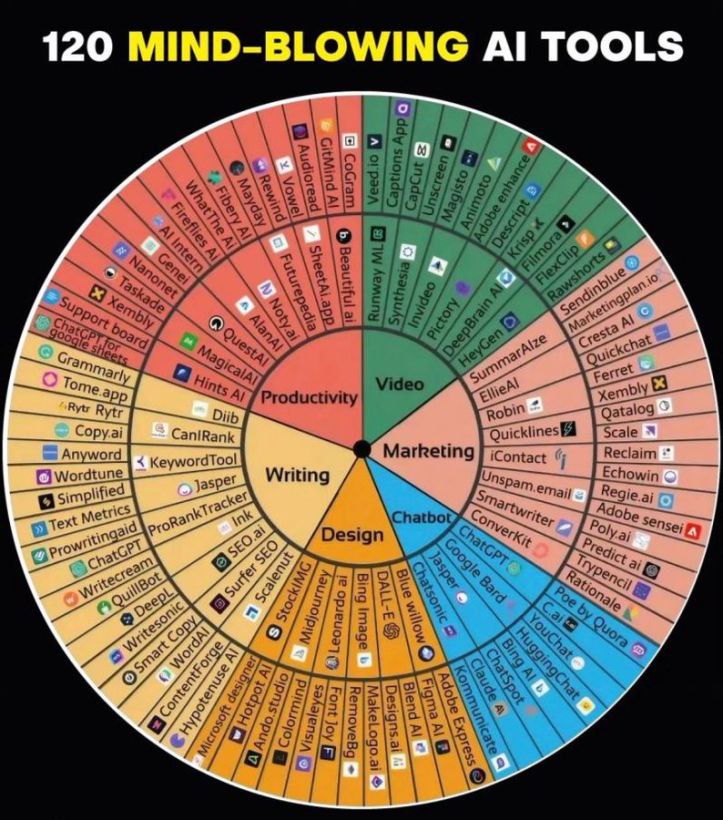 120 MIND-BLOWING AI TOOLS
Productivity
Video
Marketing
Chatbot
Design
Writing
Hints AI
MagicalAI
QuestAI
AlanAI
Noty.ai
Futurepedia
SheetAi.app
Beautiful ai
ChatGPT for
google sheets
Support board
Xembly
Taskade
Nanonet
Genei
AI Intern
Fireflies AI
WhatThe AI
Fibery AI
Mayday
Rewind
Vowel
Audioread
GitMind AI
CoGram
Runway ML
Synthesia
Invideo
Pictory
DeepBrain AI
HeyGen
Veed.io
Captions App
CapCut
Unscreen
Magisto
Animoto
Adobe enhance
Descript
Krisp
Filmora
FlexClip
Rawshorts
SummarAIze
EllieAI
Robin
Quicklines
iContact
Unspam.email
Smartwriter
ConverKit
Sendinblue
Marketingplan.io
Cresta AI
Quickchat
Ferret
Xembly
Qatalog
Scale
Reclaim
Echowin
Regie.ai
Adobe sensei
Poly.ai
Predict ai
Trypencil
Rationale
ChatGPT
Google Bard
Jasper
Chatsonic
Poe by Quora
C.ai
YouChat
HuggingChat
Bing AI
ChatSpot
Claude
Kommunicate
Blue willow
DALL-E
Bing Image
Leonardo ai
Midjourney
StockIMG
Adobe Express
Figma AI
Blend AI
Designs.ai
MakeLogo.ai
RemoveBg
Font Joy
Visualeyes
Colormind
Ando.studio
Hotpot AI
Microsoft designer
Scalenut
Surfer SEO
SEO.ai
Ink
ProRankTracker
Jasper
KeywordTool
CanIRank
Diib
Hypotenuse AI
ContentForge
WordAI
Smart Copy
Writesonic
DeepL
QuillBot
Writecream
ChatGPT
Prowritingaid
Text Metrics
Simplified
Wordtune
Anyword
Copy.ai
Rytr Rytr
Tome.app
Grammarly